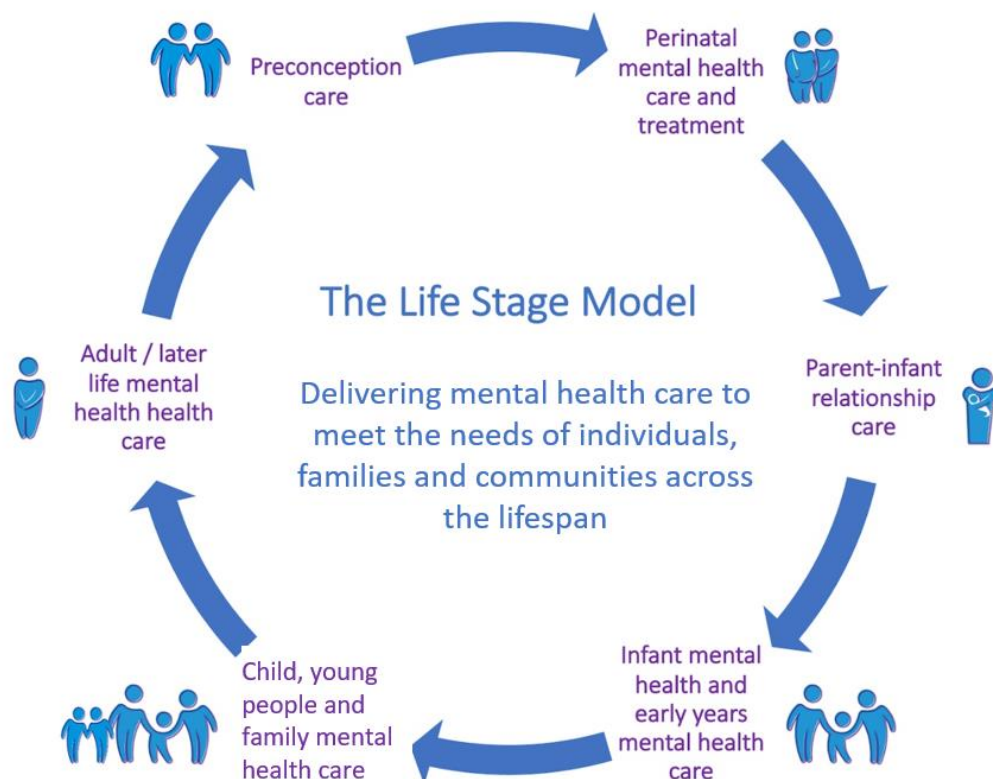 Preconception
care
Perinatal
mental health
care and
treatment
The Life Stage Model
Delivering mental health care to
meet the needs of individuals,
families and communities across
the lifespan
Parent-infant
relationship
care
Infant mental
health and
early years
mental health
care
Child, young
people and
family mental
health care
Adult / later
life mental
health health
care